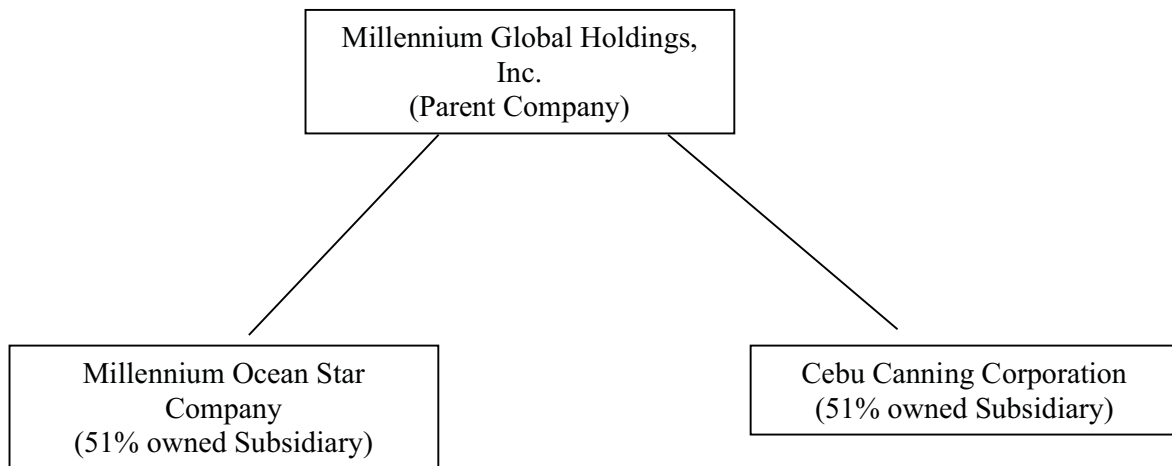 Millennium Global Holdings,
Inc.
(Parent Company)
Millennium Ocean Star
Company
(51% owned Subsidiary)
Cebu Canning Corporation
(51% owned Subsidiary)